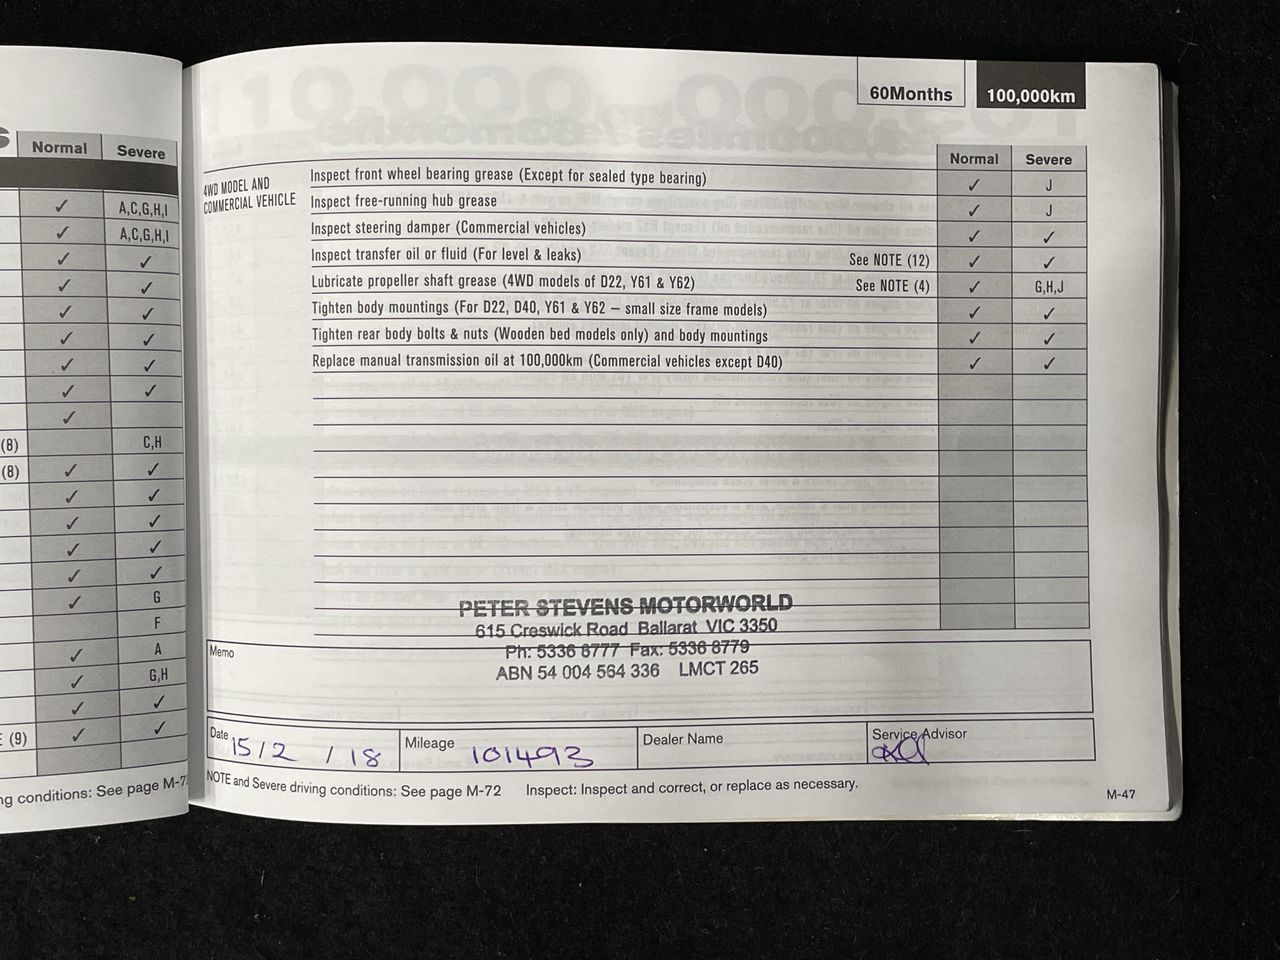 Normal Severe
✓ A,C,G,H,I
✓ A,C,G,H,I
✓ ✓
✓ ✓
✓ ✓
✓ ✓
✓ ✓
✓ ✓
✓
(8) C,H
(8) ✓ ✓
✓ ✓
✓ ✓
✓ ✓
✓ ✓
✓ G
F
✓ A
✓ G,H
✓ ✓
(9) ✓ ✓
conditions: See page
60Months 100,000km
Normal Severe
4WD MODEL AND
COMMERCIAL VEHICLE
Inspect front wheel bearing grease (Except for sealed type bearing) ✓ J
Inspect free-running hub grease ✓ J
Inspect steering damper (Commercial vehicles) ✓ ✓
Inspect transfer oil or fluid (For level & leaks) See NOTE (12) ✓ ✓
Lubricate propeller shaft grease (4WD models of D22, Y61 & Y62) See NOTE (4) ✓ G,H,J
Tighten body mountings (For D22, D40, Y61 & Y62 – small size frame models) ✓ ✓
Tighten rear body bolts & nuts (Wooden bed models only) and body mountings ✓ ✓
Replace manual transmission oil at 100,000km (Commercial vehicles except D40) ✓ ✓
PETER STEVENS MOTORWORLD
615 Creswick Road Ballarat VIC 3350
Memo
Ph: 5336 8777 Fax: 5336 8779
ABN 54 004 564 336 LMCT 265
Date 15/2 / 18 Mileage 101493 Dealer Name Service Advisor
NOTE and Severe driving conditions: See page M-72 Inspect: Inspect and correct, or replace as necessary.
M-47